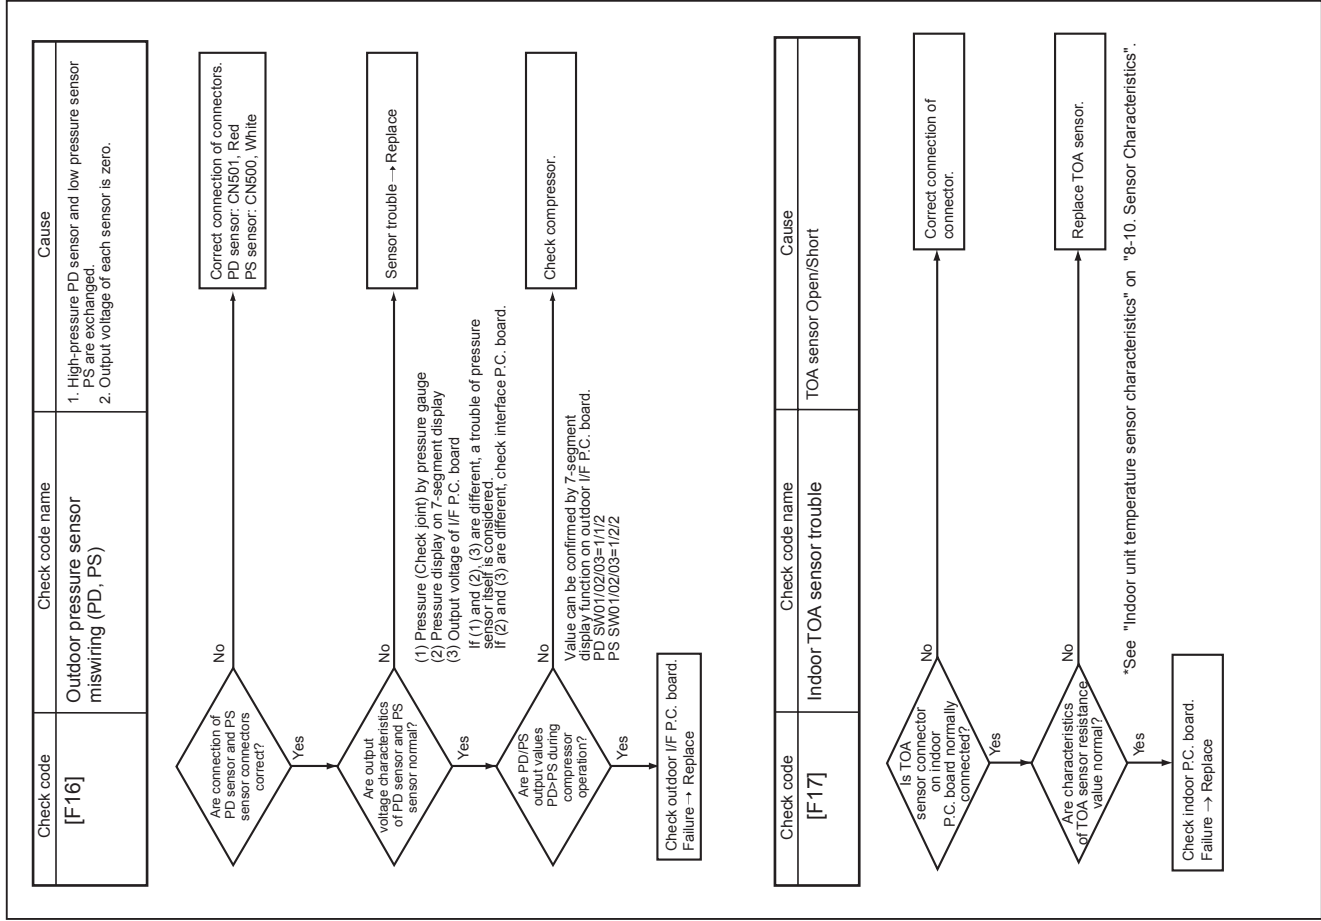 Check code
Check code name
Cause
[F16]
Outdoor pressure sensor
miswiring (PD, PS)
1. High-pressure PD sensor and low pressure sensor
PS are exchanged.
2. Output voltage of each sensor is zero.
Are connection of
PD sensor and PS
sensor connectors
correct?
No
Correct connection of connectors.
PD sensor: CN501, Red
PS sensor: CN500, White
Yes
Are output
voltage characteristics
of PD sensor and PS
sensor normal?
No
Sensor trouble → Replace
(1) Pressure (Check joint) by pressure gauge
(2) Pressure display on 7-segment display
(3) Output voltage of I/F P.C. board
If (1) and (2), (3) are different, a trouble of pressure
sensor itself is considered.
If (2) and (3) are different, check interface P.C. board.
Yes
Are PD/PS
output values
PD>PS during
compressor
operation?
No
Check compressor.
Value can be confirmed by 7-segment
display function on outdoor I/F P.C. board.
PD SW01/02/03=1/1/2
PS SW01/02/03=1/2/2
Yes
Check outdoor I/F P.C. board.
Failure → Replace
Check code
Check code name
Cause
[F17]
Indoor TOA sensor trouble
TOA sensor Open/Short
Is TOA
sensor connector
on indoor
P.C. board normally
connected?
No
Correct connection of
connector.
Yes
Are characteristics
of TOA sensor resistance
value normal?
No
Replace TOA sensor.
Yes
*See "Indoor unit temperature sensor characteristics" on "8-10. Sensor Characteristics".
Check indoor P.C. board.
Failure → Replace